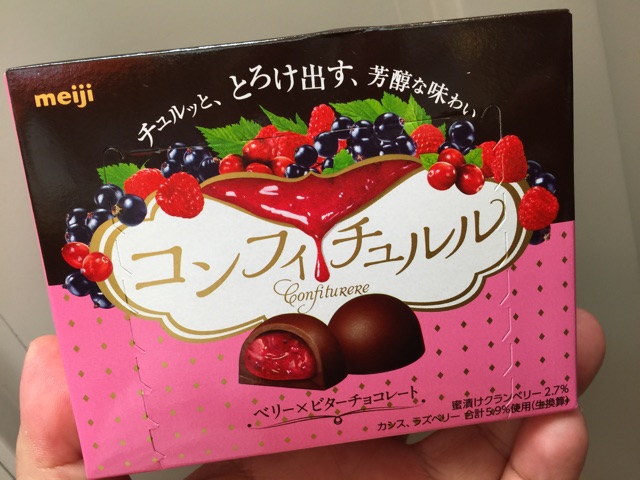 meiji
チュルッと、とろけ出す、芳醇な味わい
コンフィチュルル
Confiturere
ベリー×ビターチョコレート
蜜漬けクランベリー 2.7%
カシス、ラズベリー 合計5.9%使用(生換算)